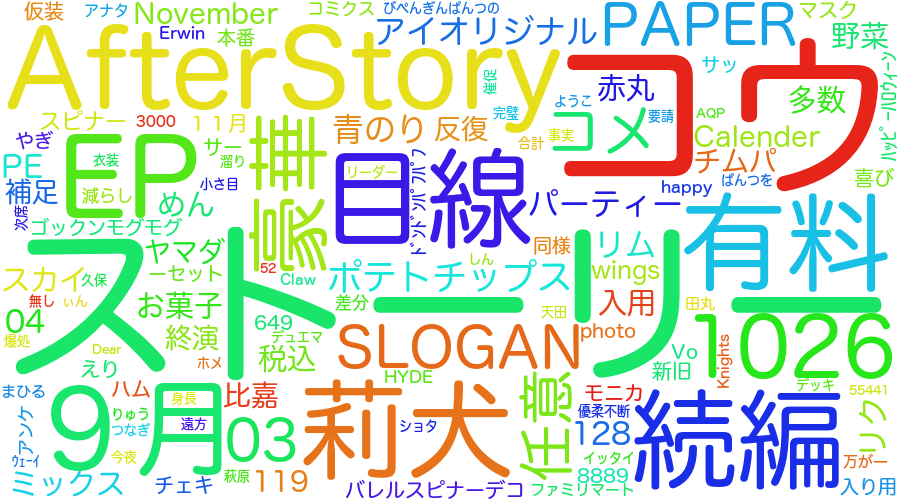 仮装
アナタ
November
コミクス
ぴぺんぎんぱんつの
アイオリジナル
PAPER
マスク
野菜
Erwin
本番
AfterStory
催促
コウ
サッ
ハッピーハロウィーン
スピナー
3000
11月
完璧
ようこ
赤丸
要請
AQP
多数
やぎ
サー
溜り
青のり
反復
合計
事実
コメ
Calender
PE
衣装
EP
豪華
目線
リーダー
ドンドンパフパフ
チムパ
ぱんつを
喜び
補足
減らし
めん
小さ目
パーティー
happy
次席
ゴックンモグモグ
有料
ヤマダ
同様
リム
スカイ
久保
ーセット
52
Claw
ポテトチップス
しん
wings
無し
ぃん
お菓子
差分
天田
入用
田丸
04
終演
649
デュエマ
photo
爆処
Dear
えり
ホメ
税込
ストーリー
SLOGAN
Vo
新旧
Knights
1026
HYDE
まひる
ハム
比嘉
莉犬
任意
モニカ
デッキ
55441
9月
身長
りゅう
つなぎ
遠方
03
ショタ
優柔不断
128
続編
リク
アンケ
ヴェーイ
今夜
萩原
119
イッタイ
8889
万が一
ミックス
チェキ
バレルスピナーデコ
ファミリマート
入り用